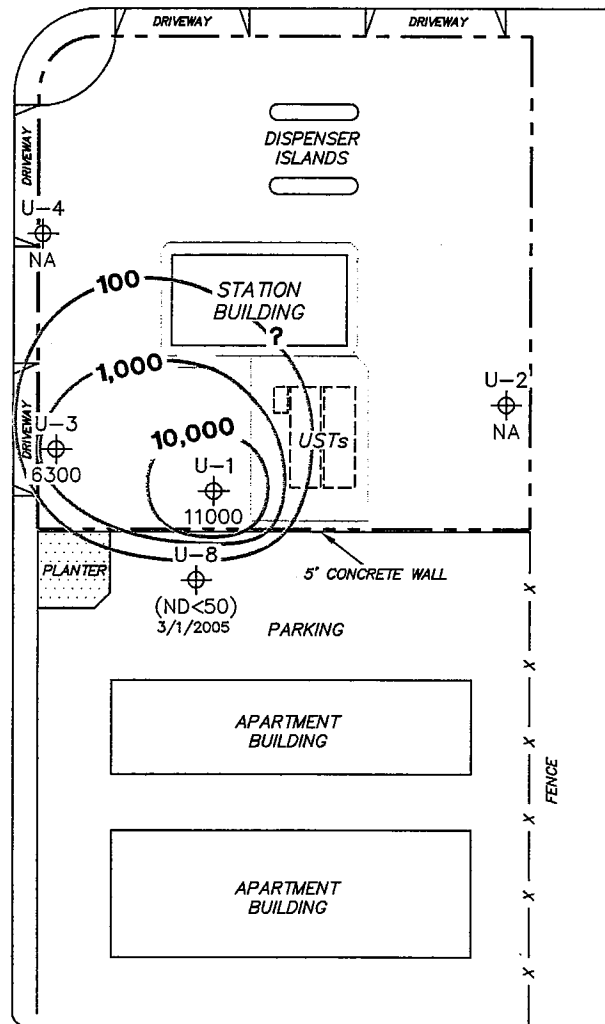 DRIVEWAY
DRIVEWAY
DISPENSER
ISLANDS
DRIVEWAY
U-4
NA
100
STATION
BUILDING
?
1,000
U-2
NA
10,000
USTs
DRIVEWAY
U-3
6300
U-1
11000
U-8
5' CONCRETE WALL
PLANTER
(ND<50)
3/1/2005
PARKING
APARTMENT
BUILDING
FENCE
APARTMENT
BUILDING
X
X
X
X
X
X